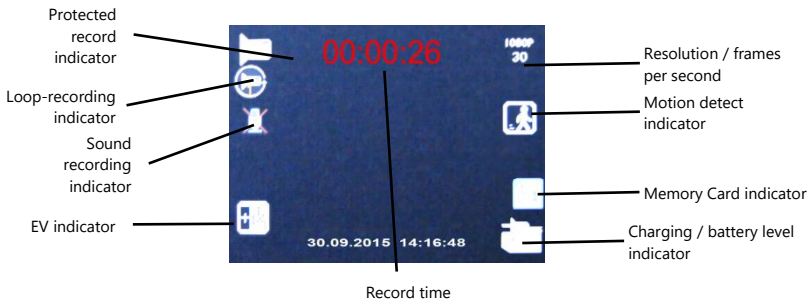 Protected
record
indicator
Loop-recording
indicator
Sound
recording
indicator
EV indicator
00:00:26
1080P
30
30.09.2015 14:16:48
Resolution / frames
per second
Motion detect
indicator
Memory Card indicator
Charging / battery level
indicator
Record time